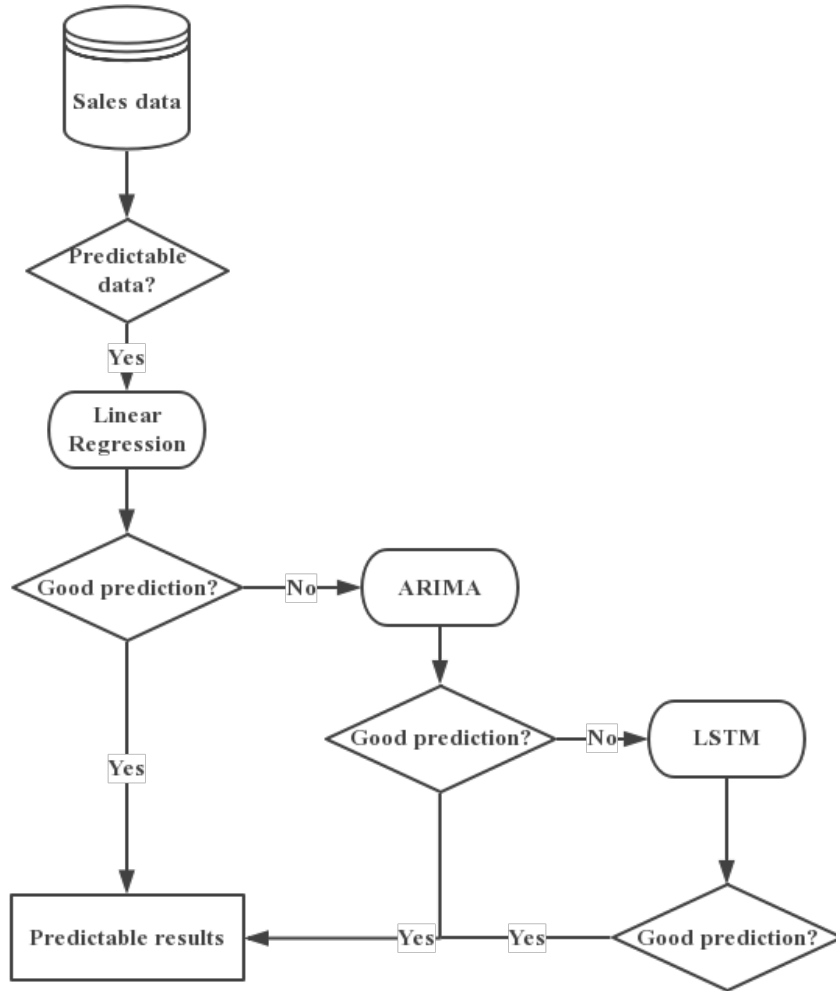 Sales data
Predictable
data?
Yes
Linear
Regression
Good prediction?
No
ARIMA
Good prediction?
No
LSTM
Yes
Predictable results
Yes
Yes
Good prediction?